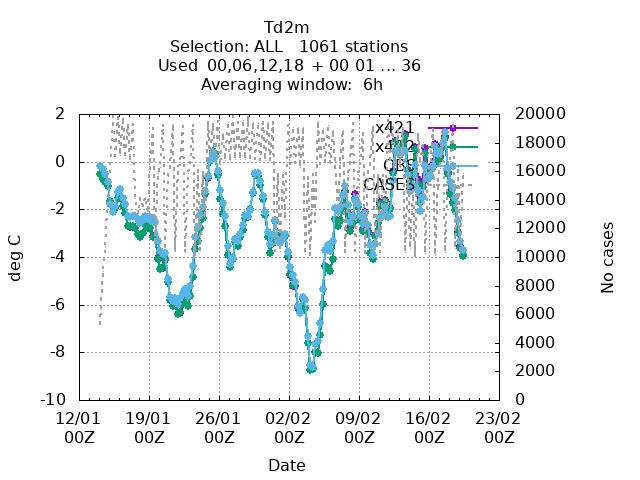 Td2m
Selection: ALL   1061 stations
Used  00,06,12,18 + 00 01 ... 36
Averaging window:  6h
2
0
-2
-4
-6
-8
-10
deg C
20000
18000
16000
14000
12000
10000
8000
6000
4000
2000
0
No cases
x421
x422
OBS
CASES
12/01 19/01 26/01 02/02 09/02 16/02 23/02
00Z 00Z 00Z 00Z 00Z 00Z 00Z
Date